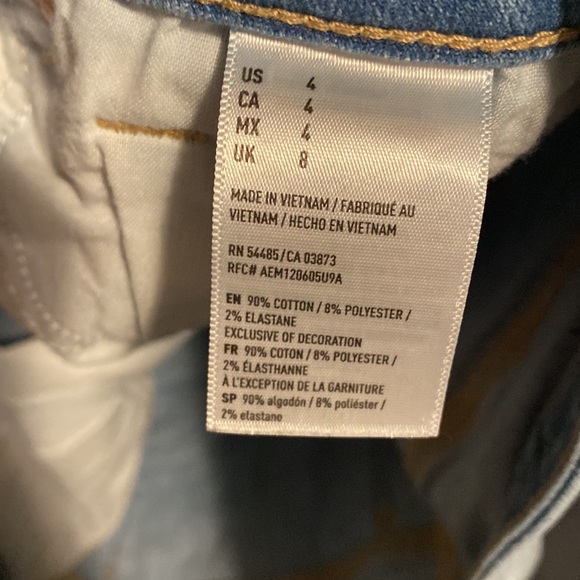 US 4
CA 4
MX 4
UK 8
MADE IN VIETNAM / FABRIQUÉ AU
VIETNAM / HECHO EN VIETNAM
RN 54485/CA 03873
RFC# AEM120605U9A
EN 90% COTTON / 8% POLYESTER /
2% ELASTANE
EXCLUSIVE OF DECORATION
FR 90% COTON / 8% POLYESTER /
2% ÉLASTHANNE
À L'EXCEPTION DE LA GARNITURE
SP 90% algodón / 8% poliéster /
2% elastano